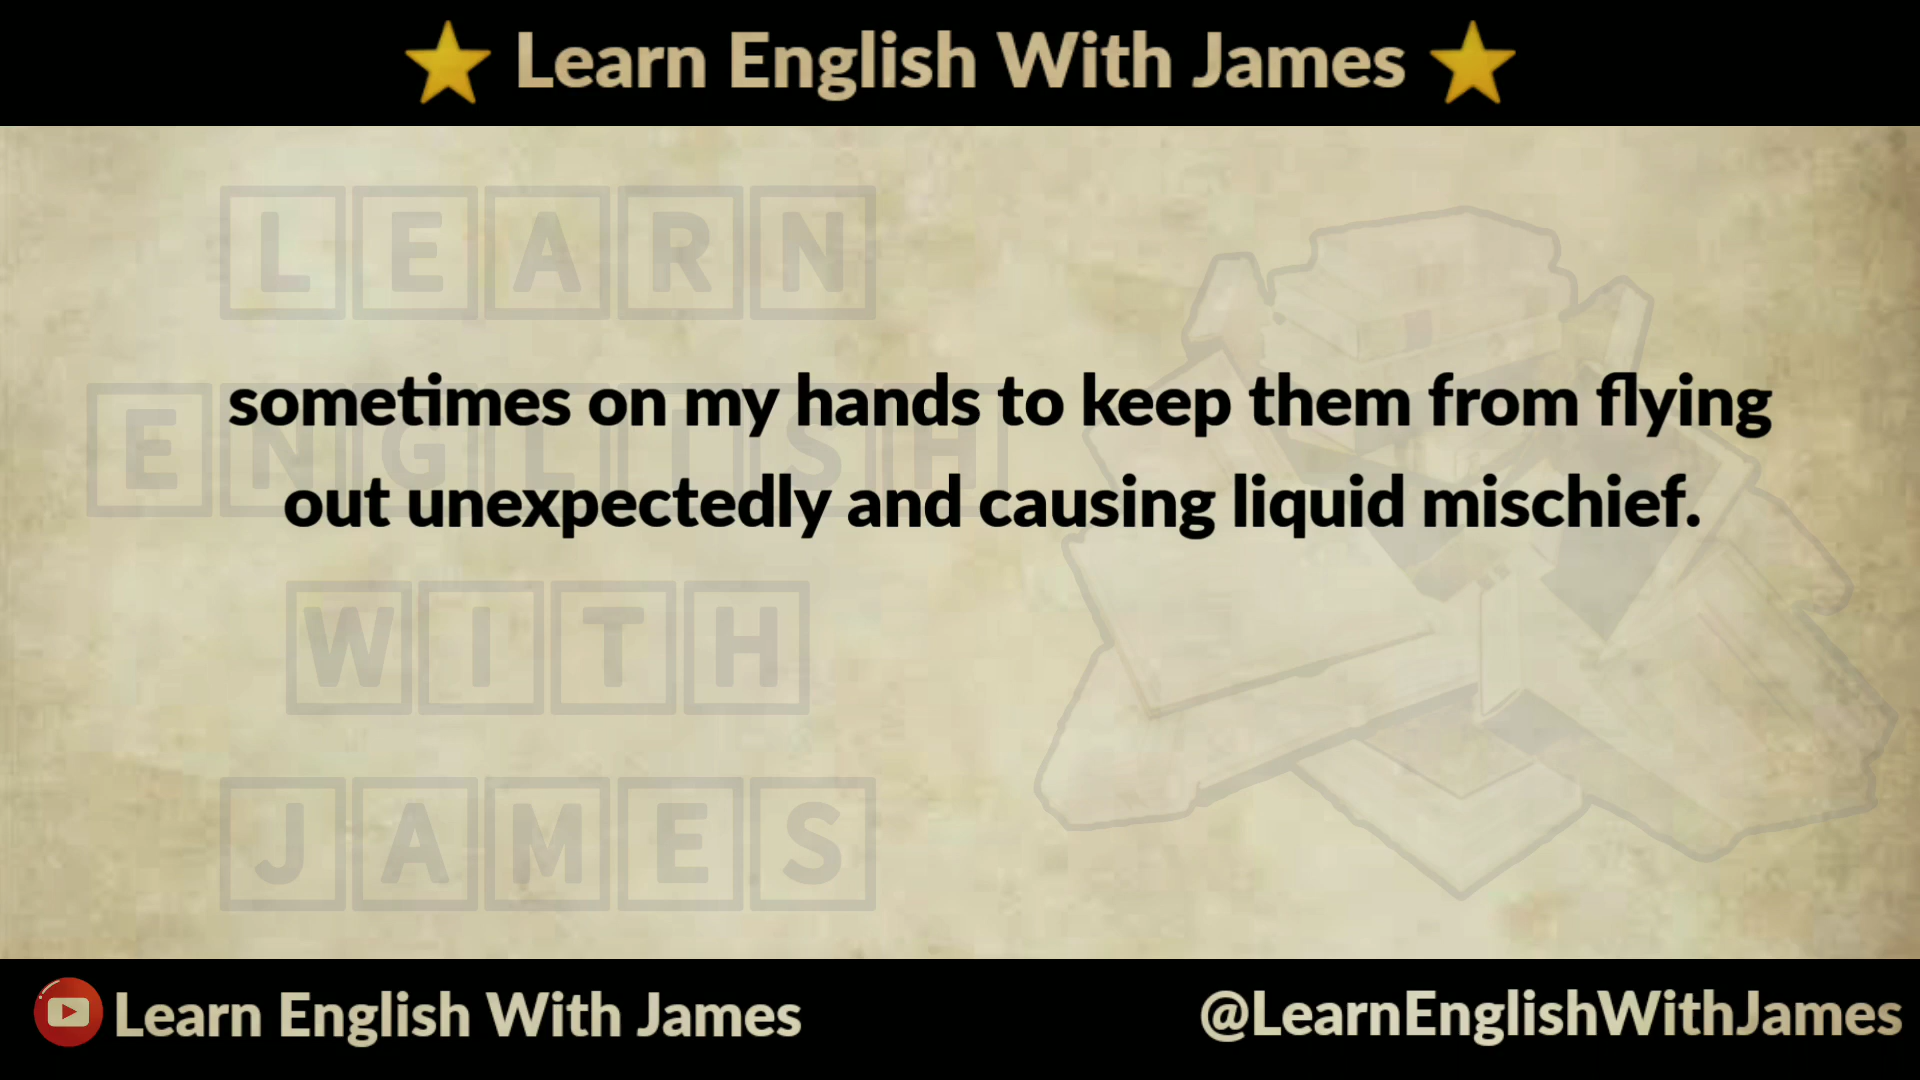 Learn English With James
LEARN
ENGLISH
WITH
JAMES
sometimes on my hands to keep them from flying
out unexpectedly and causing liquid mischief.
Learn English With James
@LearnEnglishWithJames